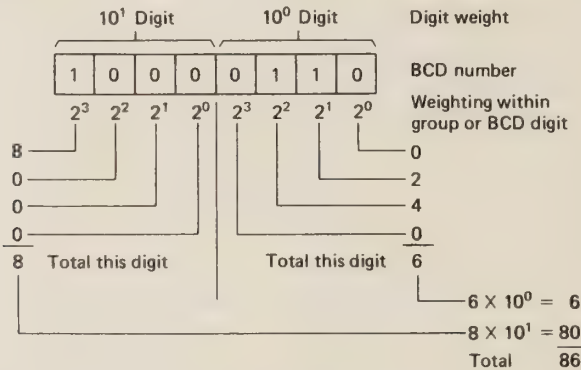 10¹ Digit 10⁰ Digit Digit weight
1 0 0 0 0 1 1 0 BCD number
2³ 2² 2¹ 2⁰ 2³ 2² 2¹ 2⁰ Weighting within
group or BCD digit
8 0
0 2
0 4
0 0
8 Total this digit Total this digit 6
6 X 10⁰ = 6
8 X 10¹ = 80
Total 86